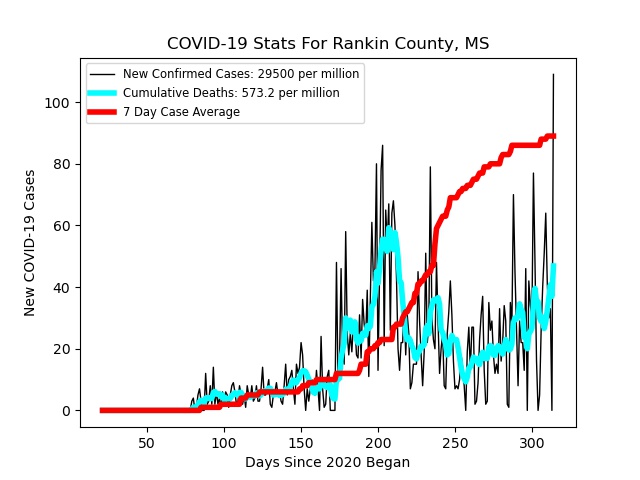 COVID-19 Stats For Rankin County, MS
New Confirmed Cases: 29500 per million
Cumulative Deaths: 573.2 per million
7 Day Case Average
New COVID-19 Cases
100
80
60
40
20
0
50
100
150
200
250
300
Days Since 2020 Began